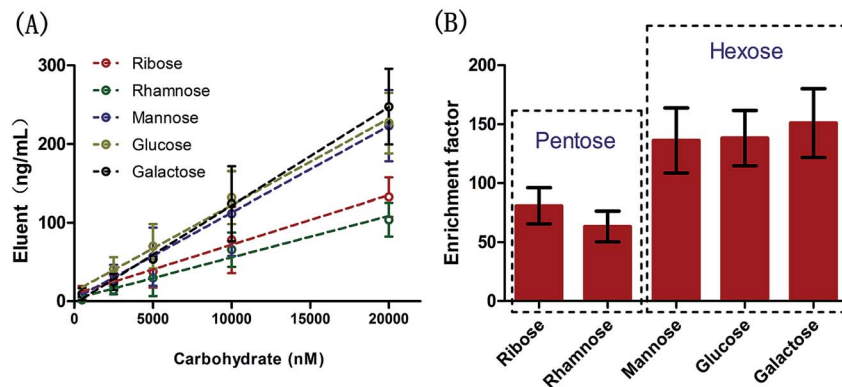 (A)
Eluent (ng/mL)
300
200
100
0
Ribose
Rhamnose
Mannose
Glucose
Galactose
0 5000 10000 15000 20000
Carbohydrate (nM)
(B)
Enrichment factor
200
150
100
50
0
Pentose
Hexose
Ribose
Rhamnose
Mannose
Glucose
Galactose